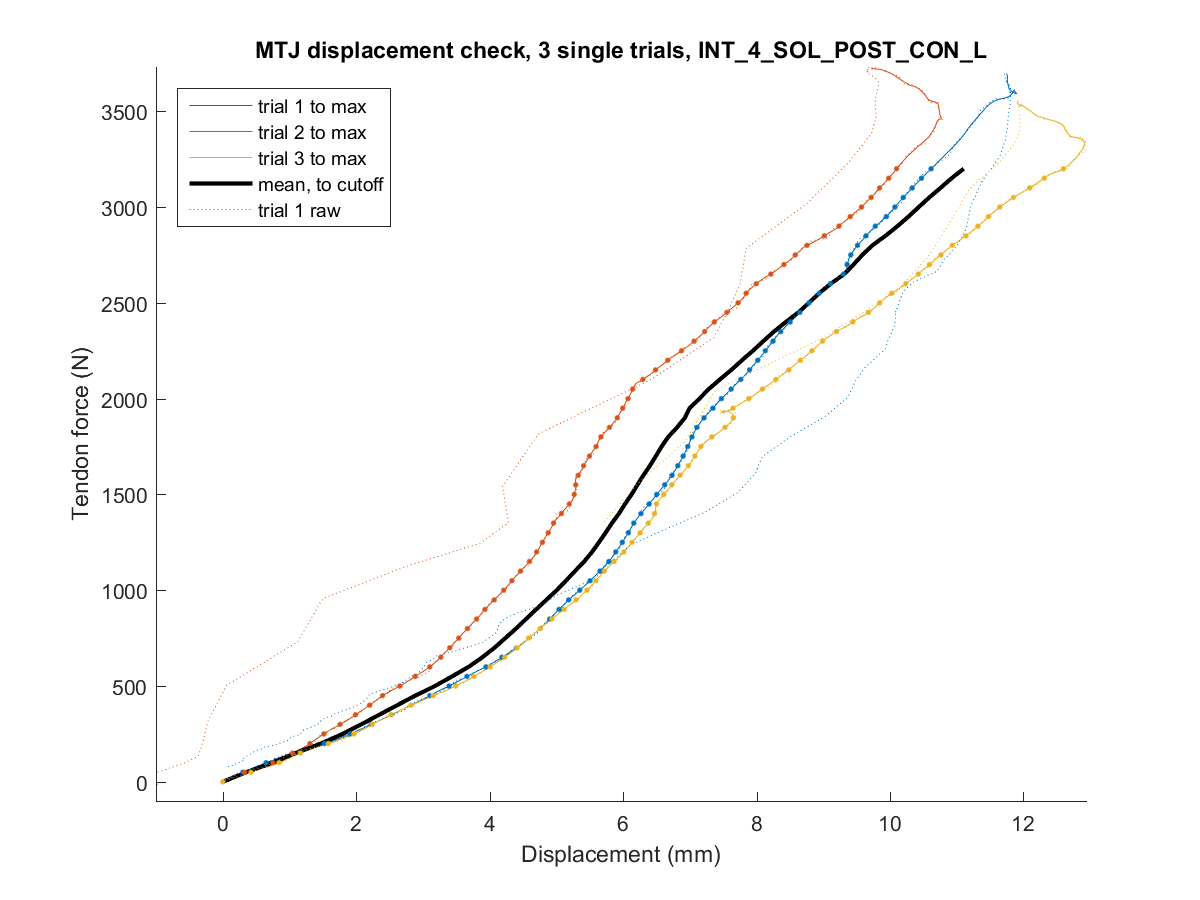 MTJ displacement check, 3 single trials, INT_4_SOL_POST_CON_L
trial 1 to max
trial 2 to max
trial 3 to max
mean, to cutoff
trial 1 raw
3500
3000
2500
2000
1500
1000
500
0
Tendon force (N)
0 2 4 6 8 10 12
Displacement (mm)